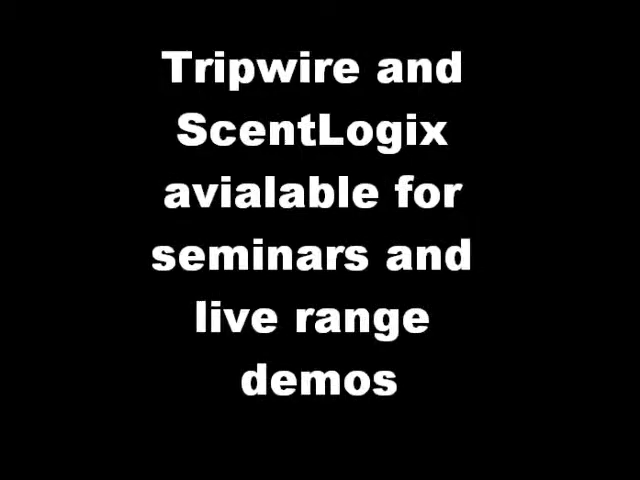 Tripwire and
ScentLogix
avialable for
seminars and
live range
demos